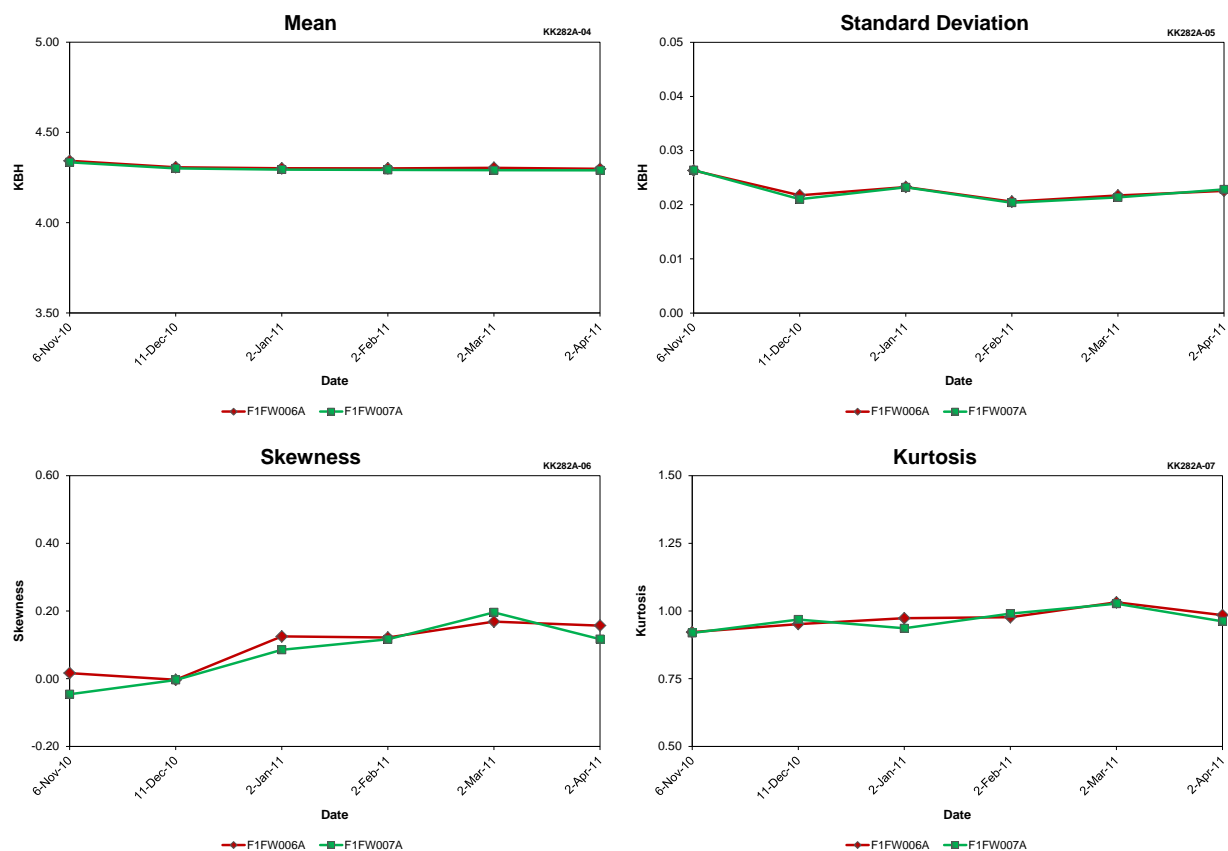 Mean
KK282A-04
5.00
4.50
4.00
3.50
KBH
6-Nov-10
11-Dec-10
2-Jan-11
2-Feb-11
2-Mar-11
2-Apr-11
Date
F1FW006A F1FW007A
Standard Deviation
KK282A-05
0.05
0.04
0.03
0.02
0.01
0.00
KBH
6-Nov-10
11-Dec-10
2-Jan-11
2-Feb-11
2-Mar-11
2-Apr-11
Date
F1FW006A F1FW007A
Skewness
KK282A-06
0.60
0.40
0.20
0.00
-0.20
Skewness
6-Nov-10
11-Dec-10
2-Jan-11
2-Feb-11
2-Mar-11
2-Apr-11
Date
F1FW006A F1FW007A
Kurtosis
KK282A-07
1.50
1.25
1.00
0.75
0.50
Kurtosis
6-Nov-10
11-Dec-10
2-Jan-11
2-Feb-11
2-Mar-11
2-Apr-11
Date
F1FW006A F1FW007A